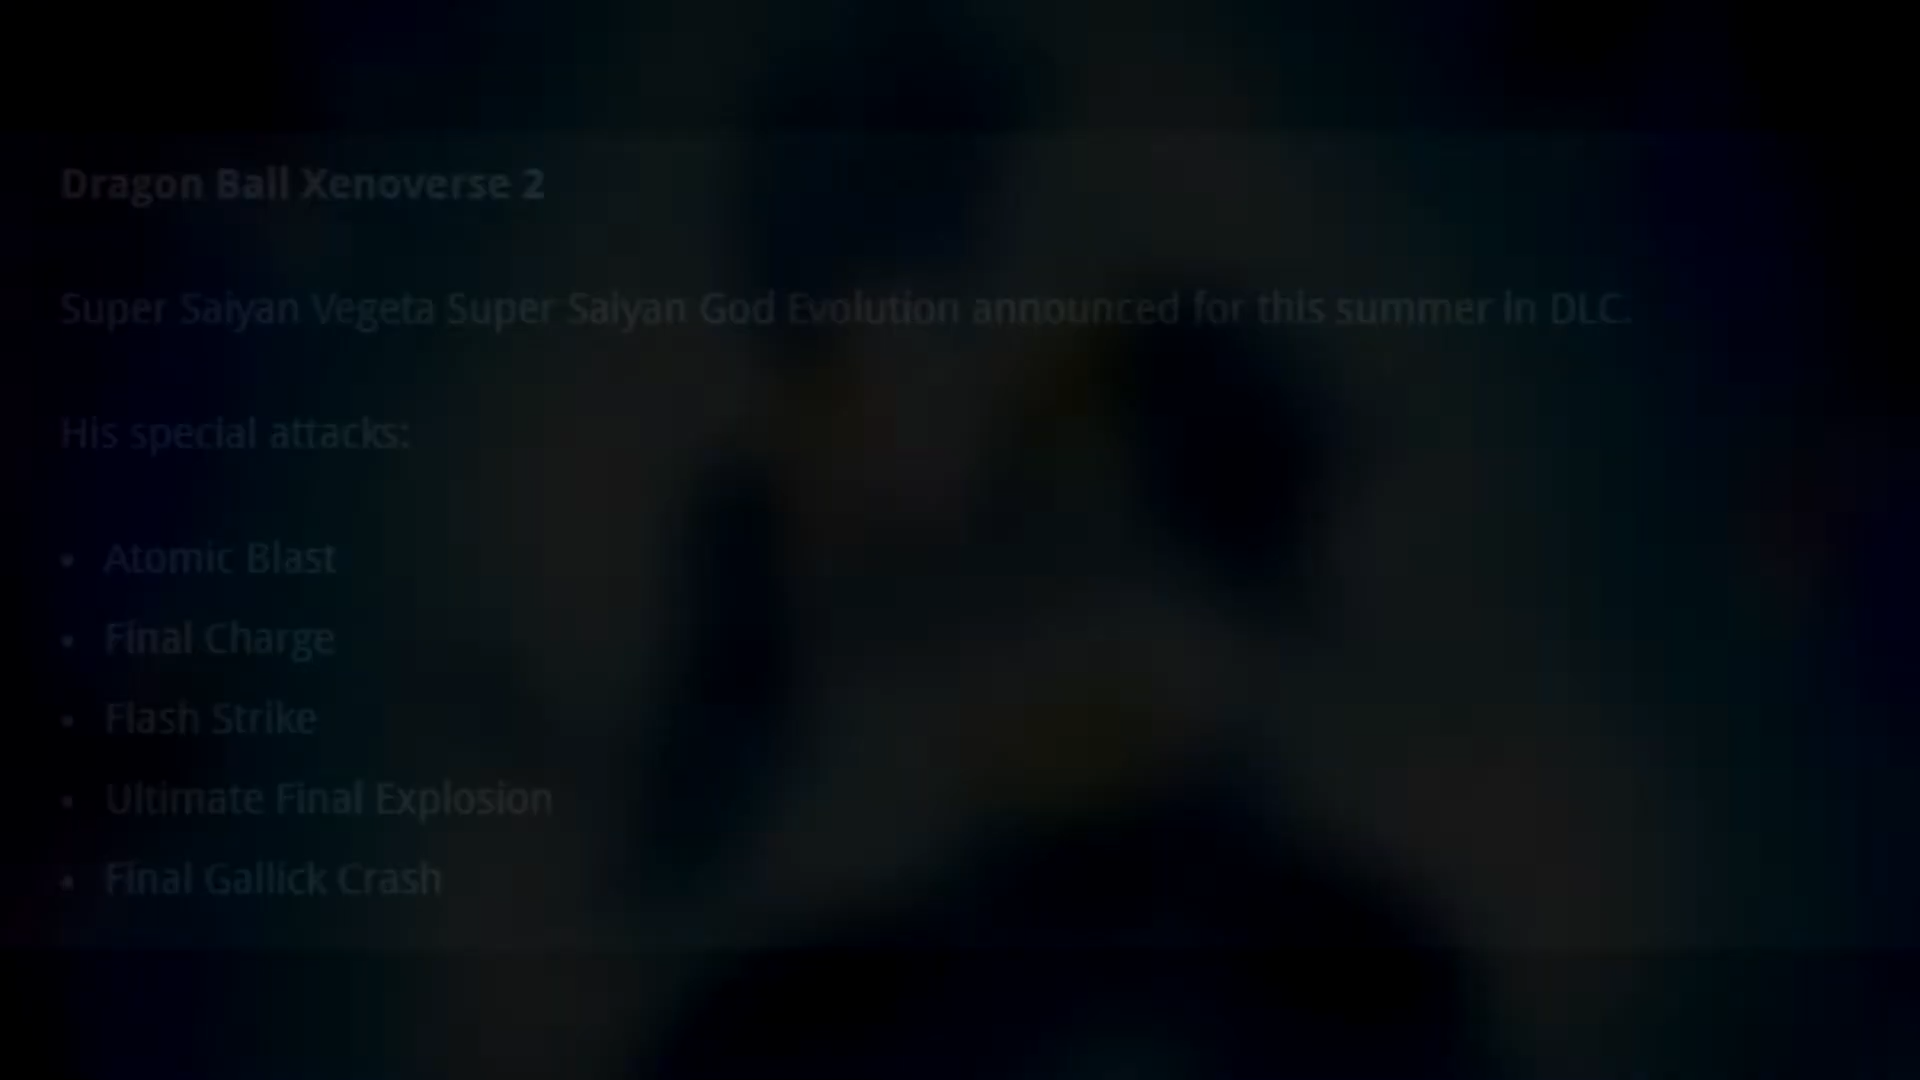 Dragon Ball Xenoverse 2
Super Saiyan Vegeta Super Saiyan God Evolution announced for this summer in DLC.
His special attacks:
• Atomic Blast
• Final Charge
• Flash Strike
• Ultimate Final Explosion
• Final Gallick Crash